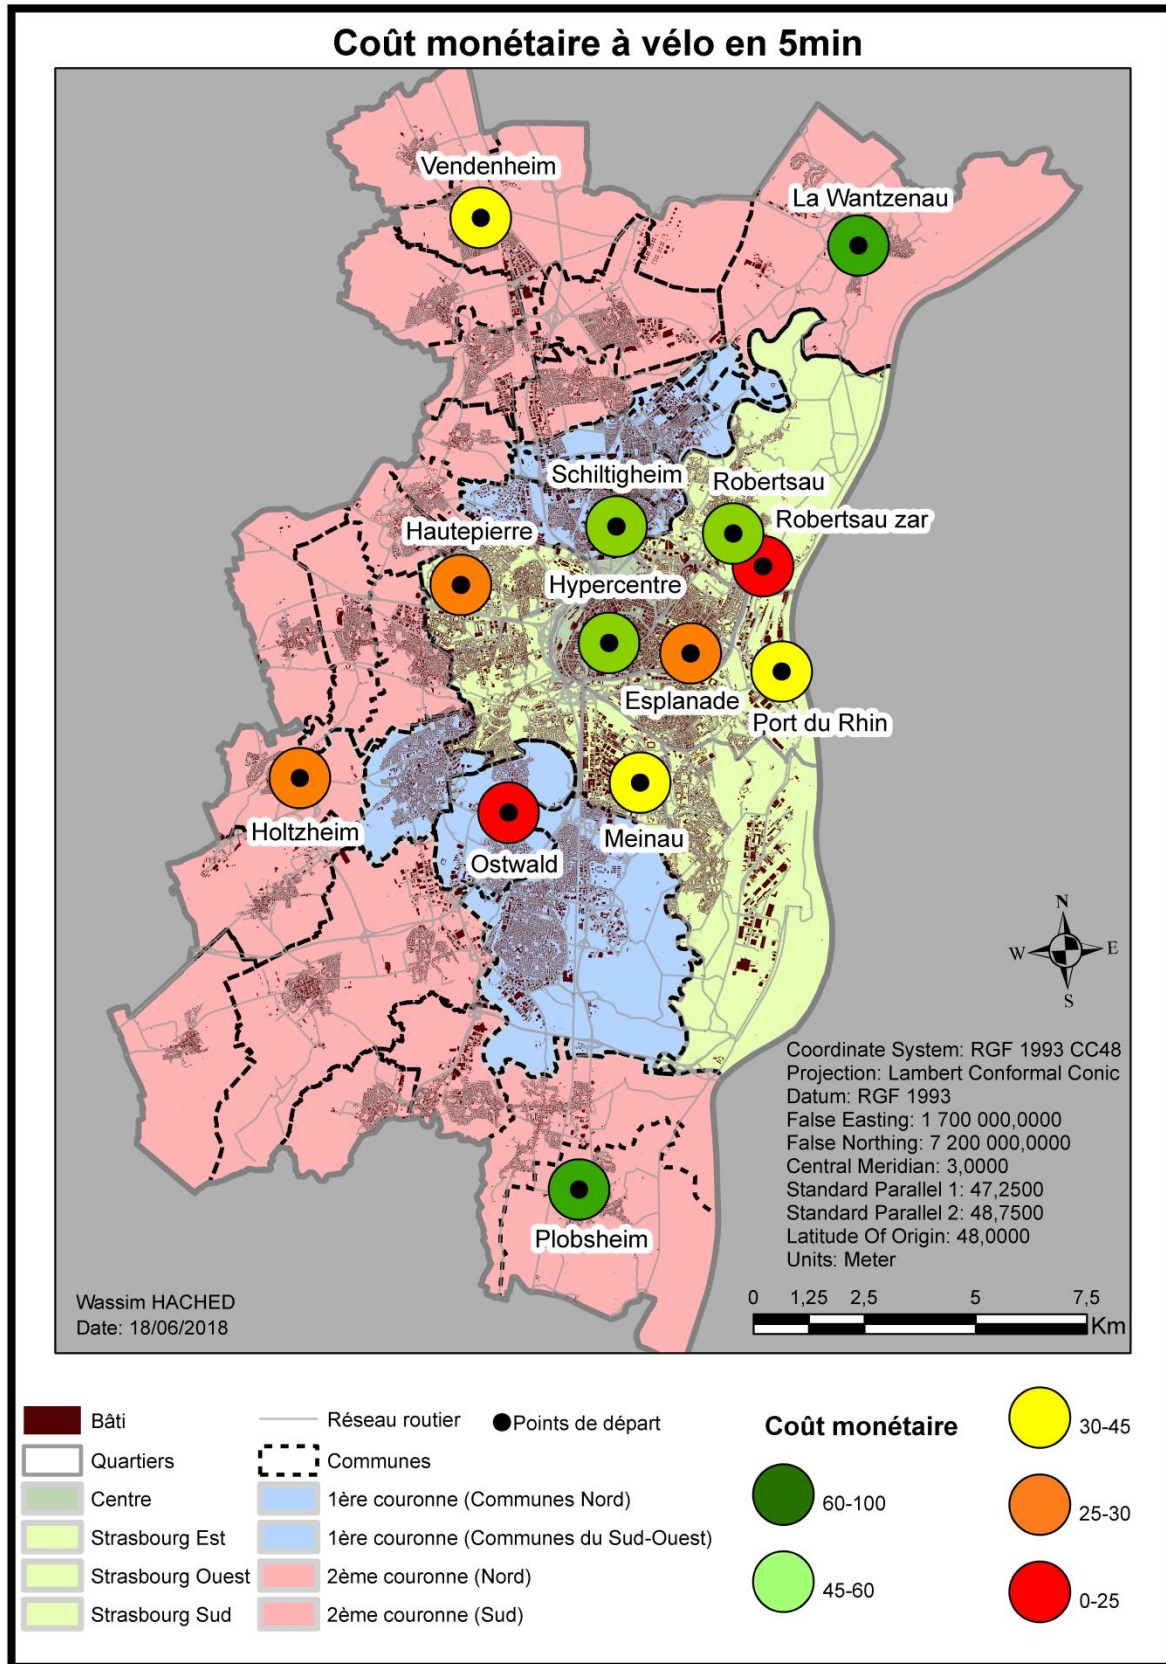 Coût monétaire à vélo en 5min
Vendenheim
La Wantzenau
Schiltigheim
Robertsau
Robertsau zar
Hautepierre
Hypercentre
Esplanade
Port du Rhin
Holtzheim
Ostwald
Meinau
Plobsheim
N
W
E
S
Coordinate System: RGF 1993 CC48
Projection: Lambert Conformal Conic
Datum: RGF 1993
False Easting: 1 700 000,0000
False Northing: 7 200 000,0000
Central Meridian: 3,0000
Standard Parallel 1: 47,2500
Standard Parallel 2: 48,7500
Latitude Of Origin: 48,0000
Units: Meter
0 1,25 2,5 5 7,5
Km
Wassim HACHED
Date: 18/06/2018
Bâti
Quartiers
Centre
Strasbourg Est
Strasbourg Ouest
Strasbourg Sud
Réseau routier
Communes
1ère couronne (Communes Nord)
1ère couronne (Communes du Sud-Ouest)
2ème couronne (Nord)
2ème couronne (Sud)
Points de départ
Coût monétaire
60-100
45-60
30-45
25-30
0-25